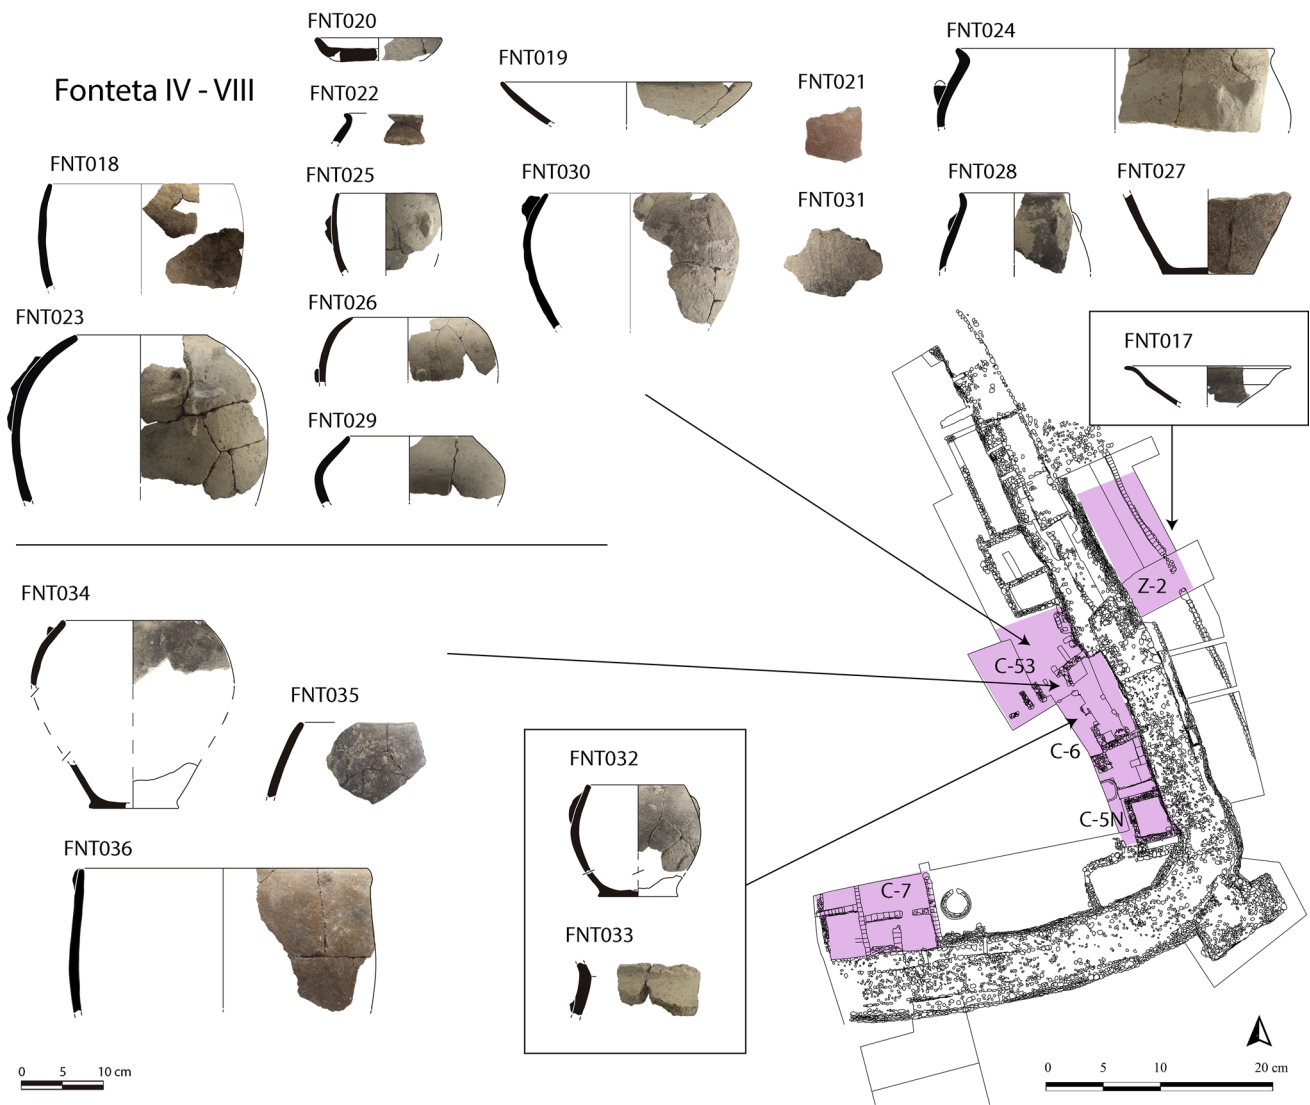 FNT020
FNT019
FNT024
Fonteta IV - VIII
FNT022
FNT021
FNT018
FNT025
FNT030
FNT031
FNT028
FNT027
FNT023
FNT026
FNT017
FNT029
Z-2
FNT034
C-53
FNT035
C-6
FNT032
C-5N
FNT036
C-7
FNT033
0 5 10 cm
0 5 10 20 cm